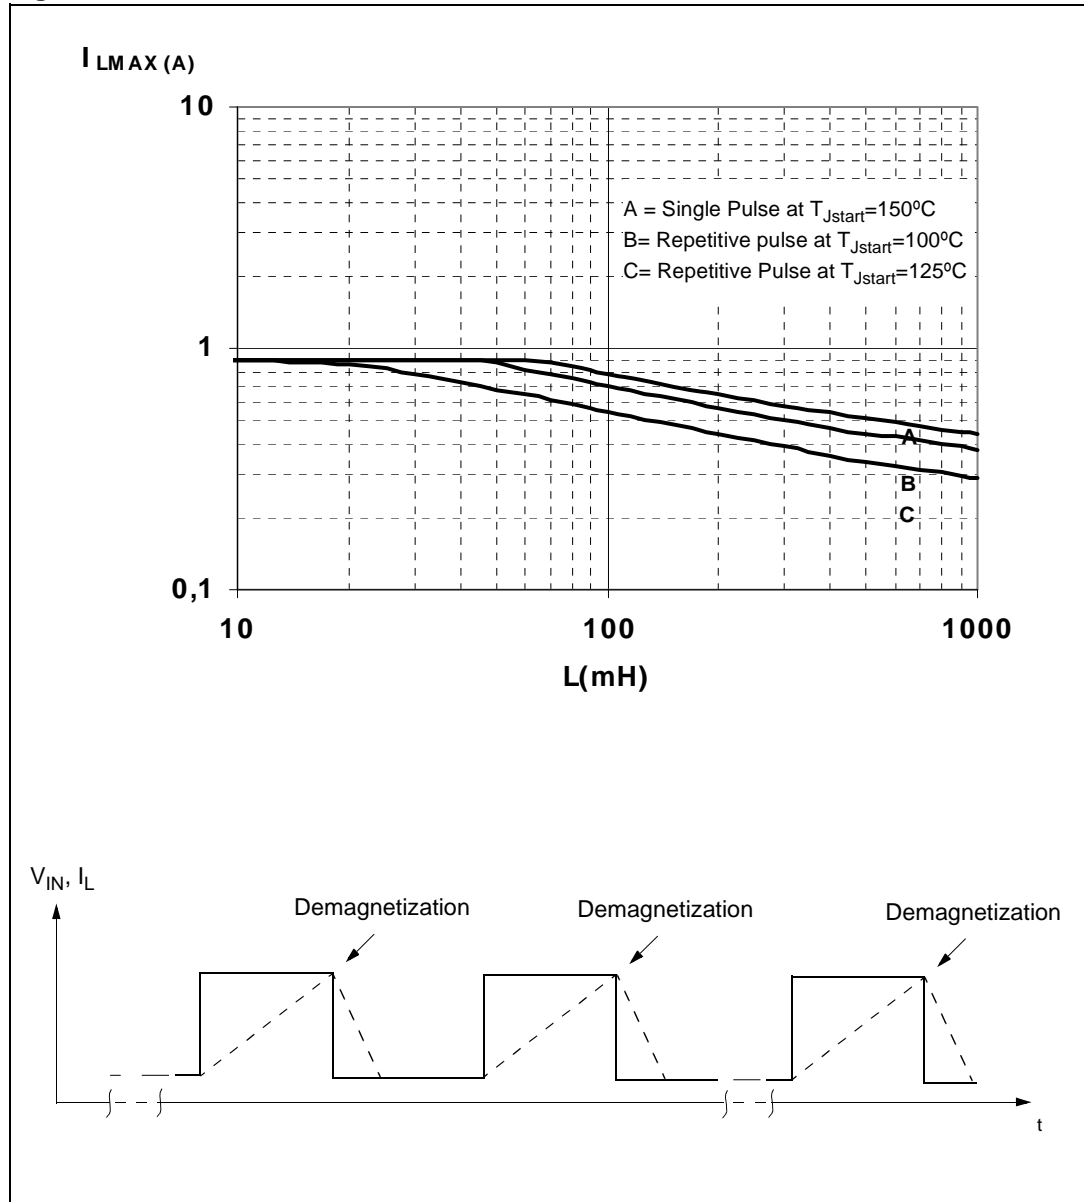 I LMAX (A)
10
A = Single Pulse at TJstart=150ºC
B= Repetitive pulse at TJstart=100ºC
C= Repetitive Pulse at TJstart=125ºC
1
A
B
C
0,1
10 100 1000
L(mH)
VIN, IL
Demagnetization Demagnetization Demagnetization
t